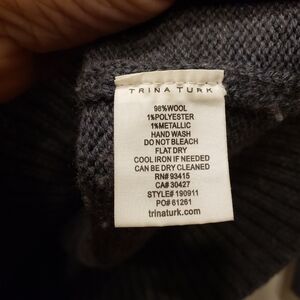 TRINA TURK
98%WOOL
1%POLYESTER
1%METALLIC
HAND WASH
DO NOT BLEACH
FLAT DRY
COOL IRON IF NEEDED
CAN BE DRY CLEANED
RN# 93415
CA# 30427
STYLE# 190911
PO# 61261
trinaturk.com